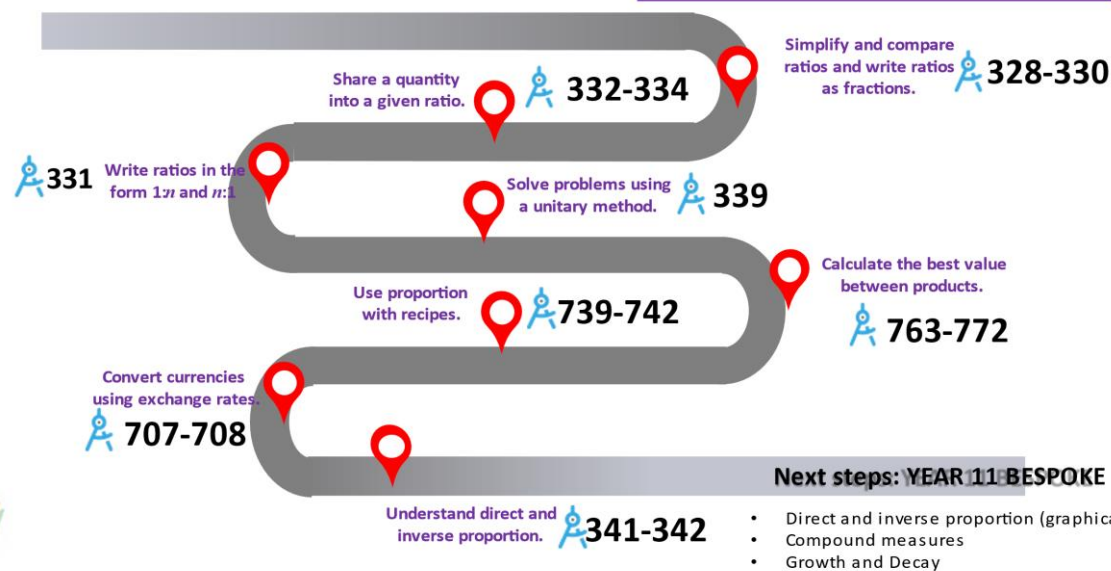 Simplify and compare
ratios and write ratios
as fractions.
328-330
Share a quantity
into a given ratio.
332-334
331
Write ratios in the
form 1:n and n:1
Solve problems using
a unitary method.
339
Calculate the best value
between products.
763-772
Use proportion
with recipes.
739-742
Convert currencies
using exchange rates.
707-708
Understand direct and
inverse proportion.
341-342
Next steps: YEAR 11 BESPOKE
• Direct and inverse proportion (graphica
• Compound measures
• Growth and Decay